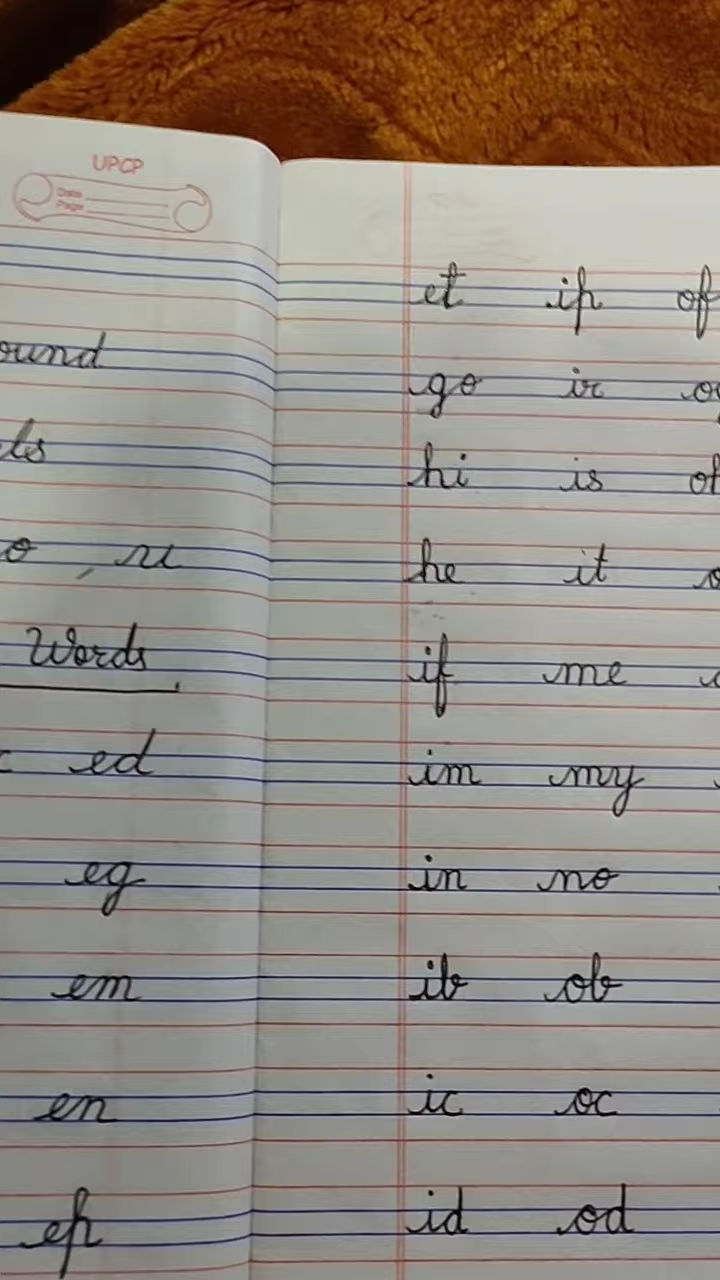 UPCP
Date
Page
Words
ed
eg
em
en
ep
et ip of
go ir
hi is
he it
if me
im my
in no
ib ob
ic oc
id od